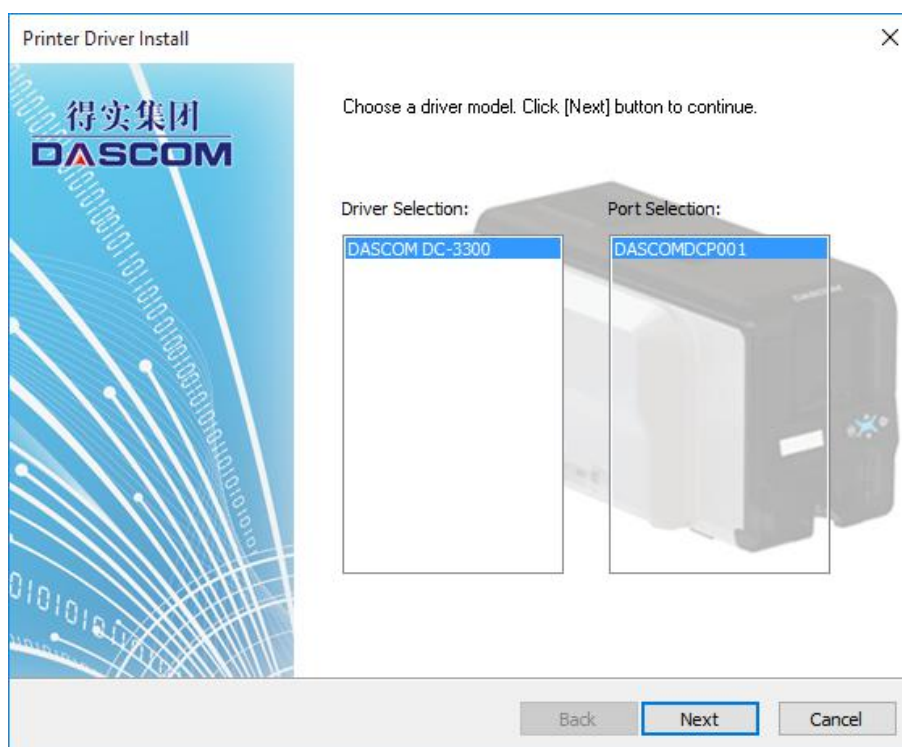 Printer Driver Install
得实集团
DASCOM
Choose a driver model. Click [Next] button to continue.
Driver Selection:
Port Selection:
DASCOM DC-3300
DASCOMDCP001
Back
Next
Cancel